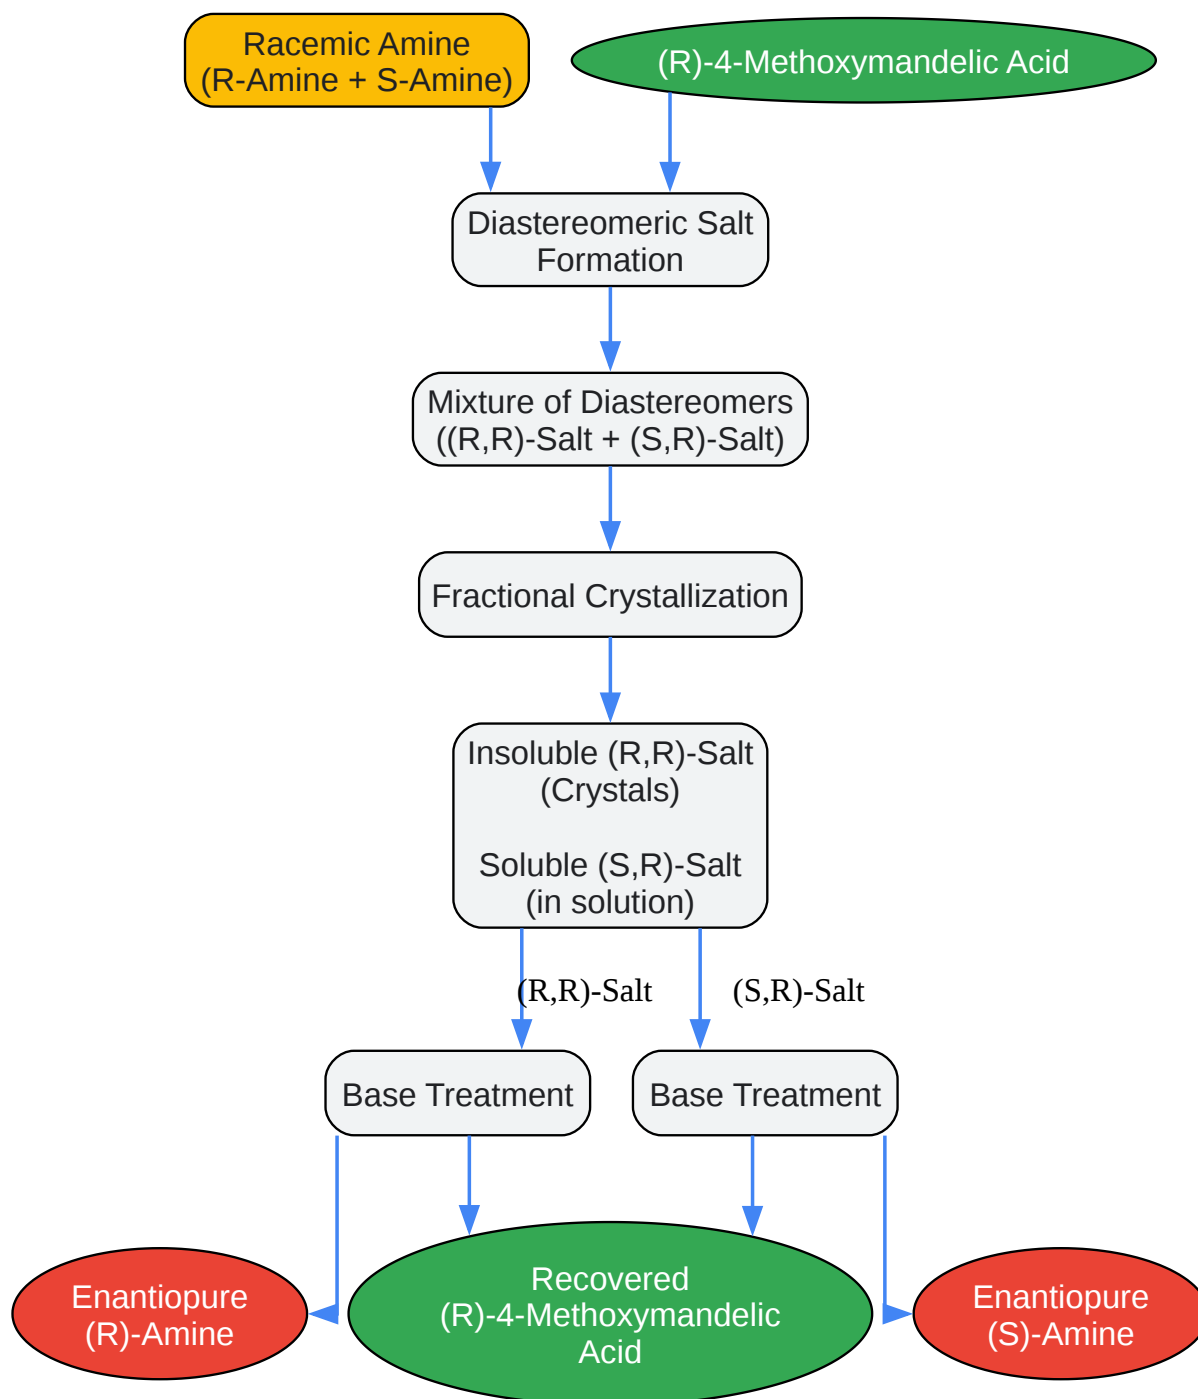 Racemic Amine
(R-Amine + S-Amine)
(R)-4-Methoxymandelic Acid
Diastereomeric Salt
Formation
Mixture of Diastereomers
((R,R)-Salt + (S,R)-Salt)
Fractional Crystallization
Insoluble (R,R)-Salt
(Crystals)
Soluble (S,R)-Salt
(in solution)
(R,R)-Salt
(S,R)-Salt
Base Treatment
Base Treatment
Enantiopure
(R)-Amine
Recovered
(R)-4-Methoxymandelic
Acid
Enantiopure
(S)-Amine